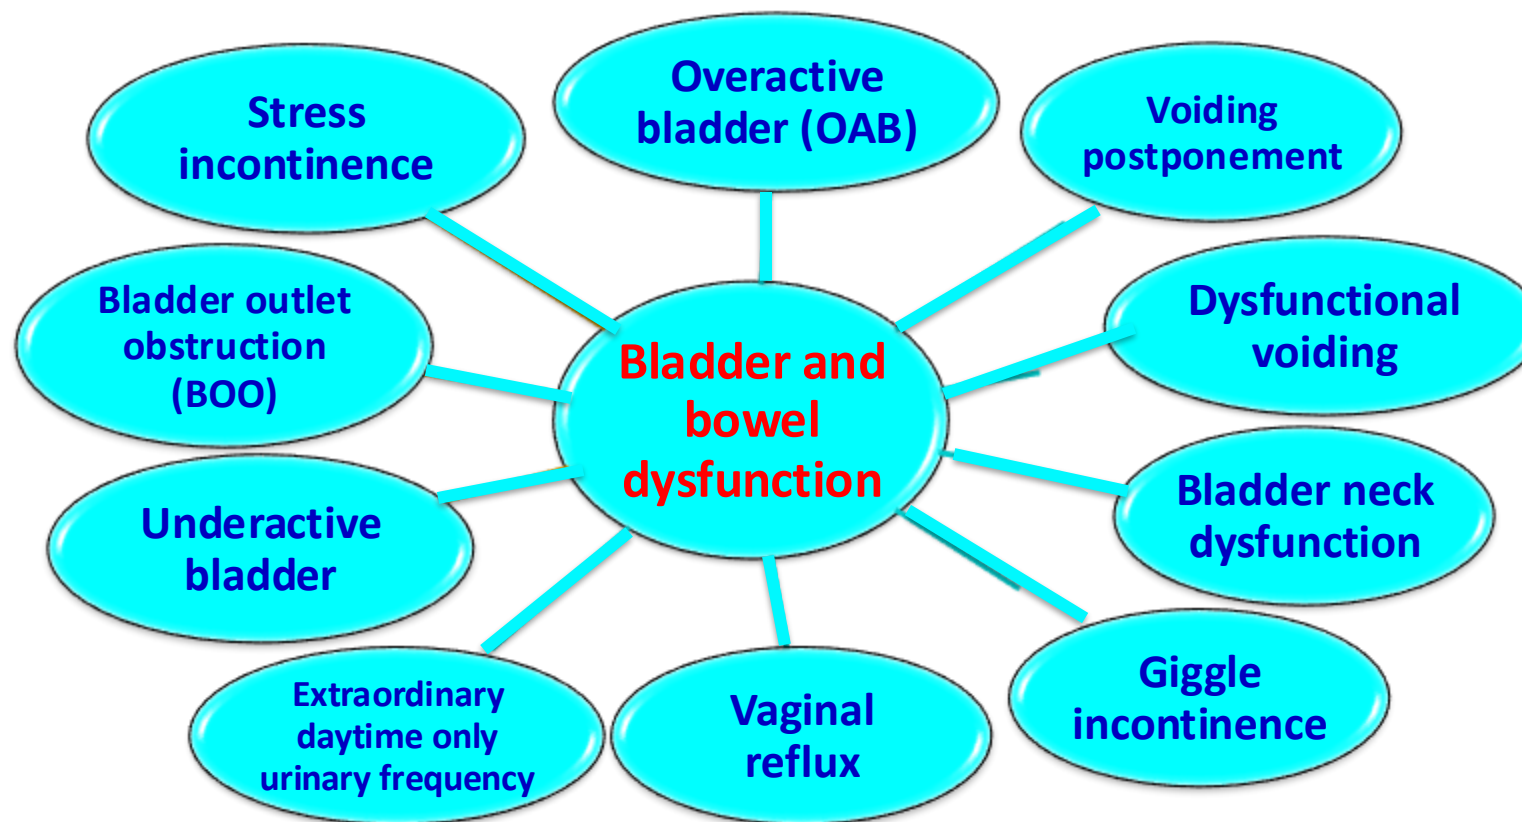 Stress
incontinence
Overactive
bladder (OAB)
Voiding
postponement
Bladder outlet
obstruction
(BOO)
Bladder and
bowel
dysfunction
Dysfunctional
voiding
Underactive
bladder
Bladder neck
dysfunction
Extraordinary
daytime only
urinary frequency
Vaginal
reflux
Giggle
incontinence